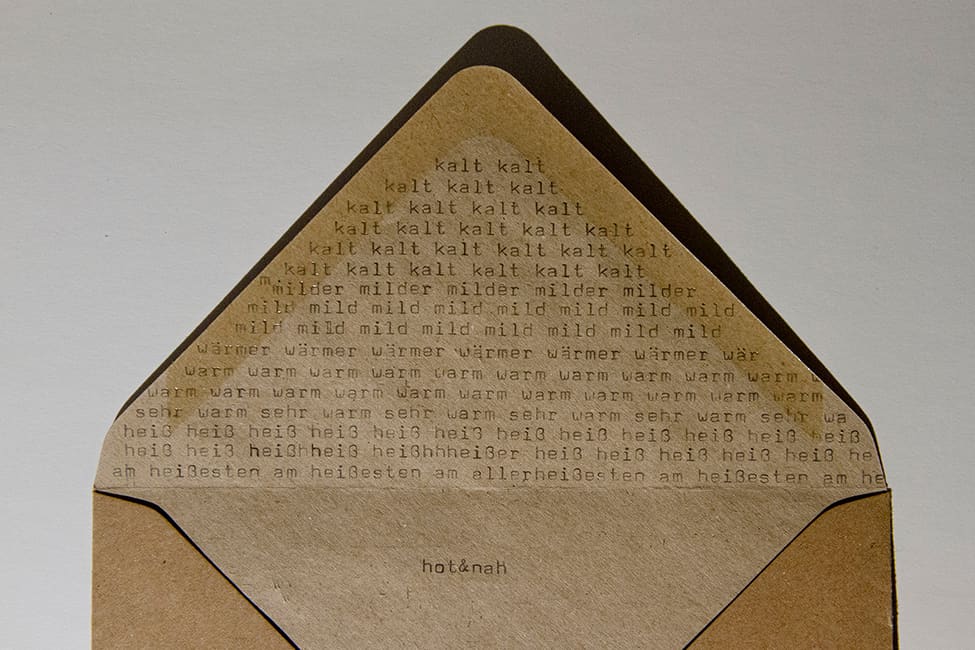 kalt kalt
kalt kalt kalt
kalt kalt kalt kalt
kalt kalt kalt kalt kalt
kalt kalt kalt kalt kalt kalt
kalt kalt kalt kalt kalt kalt
m milder milder milder milder milder
mild mild mild mild mild mild mild mild
mild mild mild mild mild mild mild mild
wärmer wärmer wärmer wärmer wärmer wärmer wär
warm warm warm warm warm warm warm warm warm warm w
warm warm warm warm warm warm warm warm warm warm warm
sehr warm sehr warm sehr warm sehr warm sehr warm sehr wa
heiß heiß heiß heiß heiß heiß heiß heiß heiß heiß heiß heiß
heiß heiß heißhheiß heißhhheißer heiß heiß heiß heiß heiß he
am heißesten am heißesten am allerheißesten am heißesten am he
hot&nah